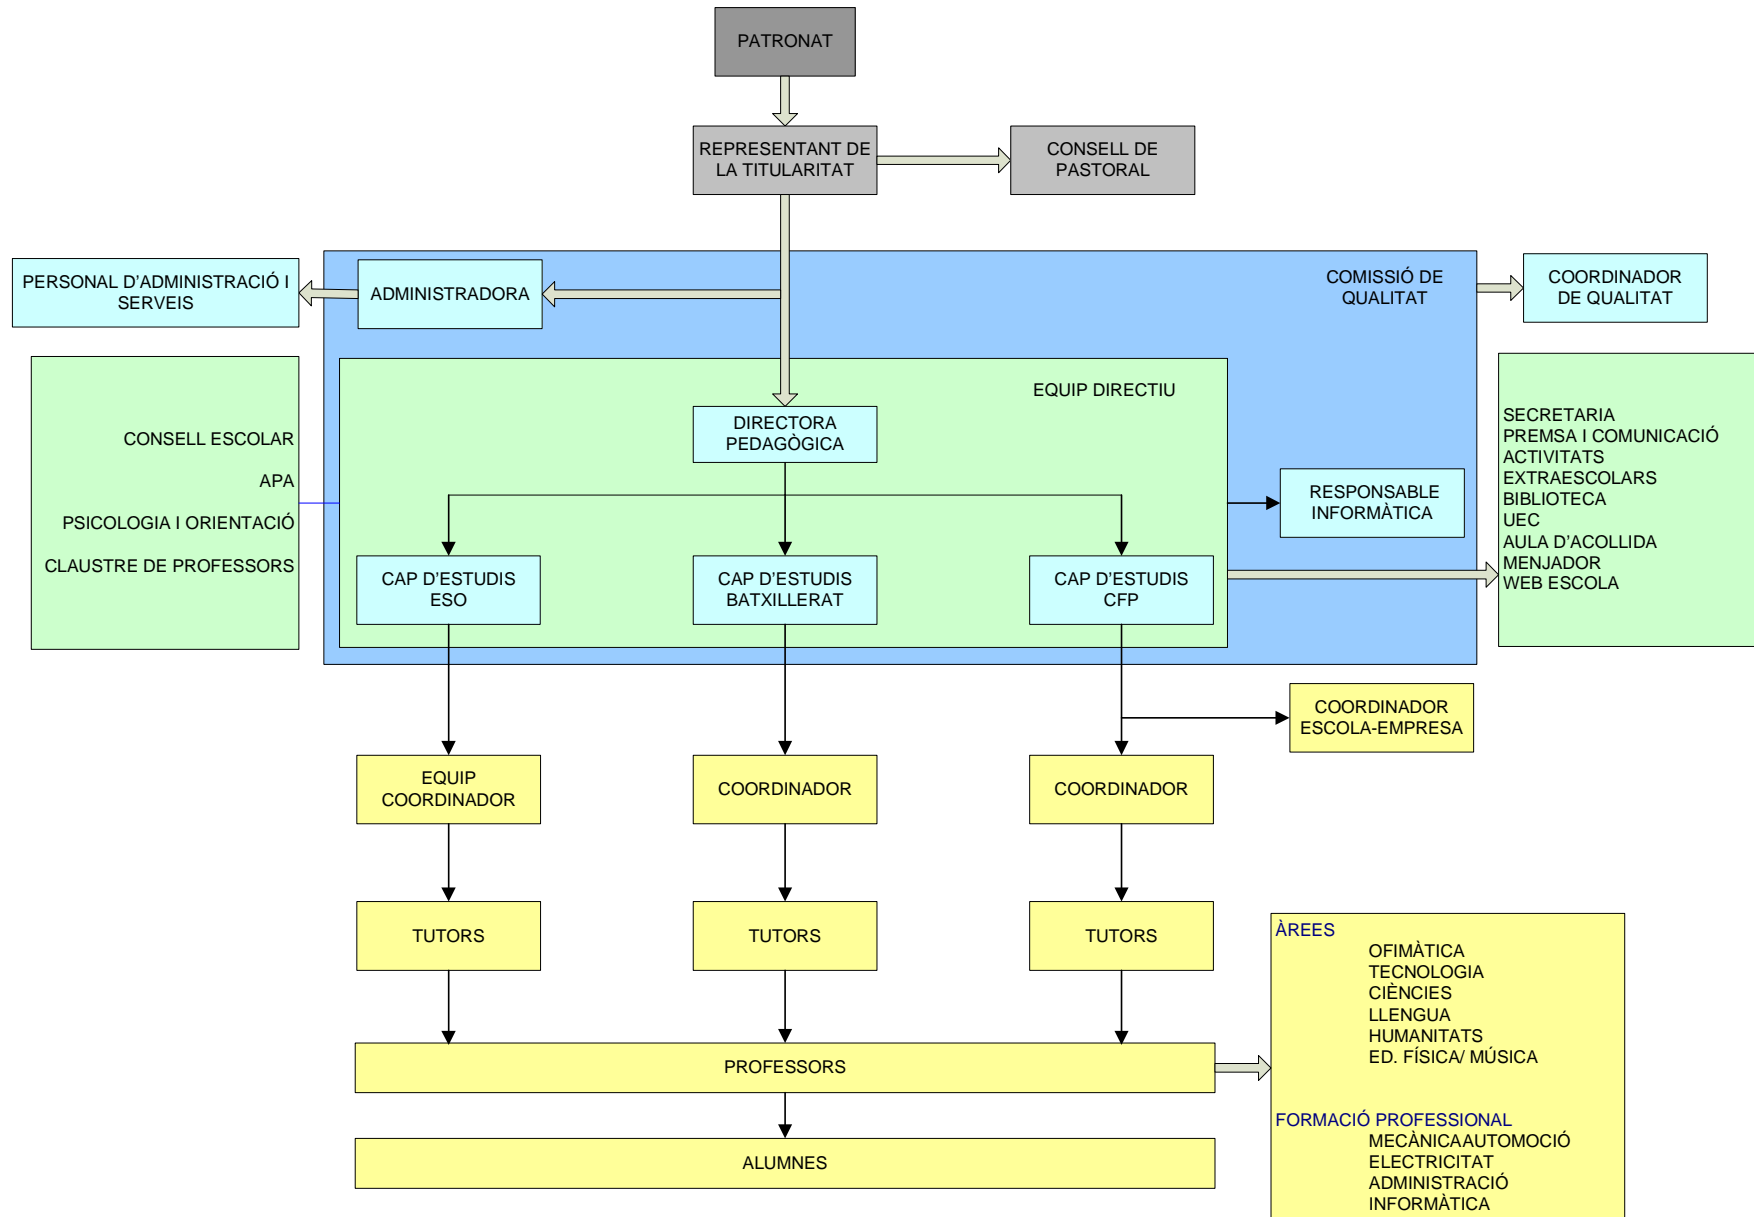 PATRONAT
REPRESENTANT DE
LA TITULARITAT
CONSELL DE
PASTORAL
PERSONAL D'ADMINISTRACIÓ I
SERVEIS
ADMINISTRADORA
COMISSIÓ DE
QUALITAT
COORDINADOR
DE QUALITAT
CONSELL ESCOLAR
APA
PSICOLOGIA I ORIENTACIÓ
CLAUSTRE DE PROFESSORS
EQUIP DIRECTIU
DIRECTORA
PEDAGÒGICA
RESPONSABLE
INFORMÀTICA
SECRETARIA
PREMSA I COMUNICACIÓ
ACTIVITATS
EXTRAESCOLARS
BIBLIOTECA
UEC
AULA D'ACOLLIDA
MENJADOR
WEB ESCOLA
CAP D'ESTUDIS
ESO
CAP D'ESTUDIS
BATXILLERAT
CAP D'ESTUDIS
CFP
COORDINADOR
ESCOLA-EMPRESA
EQUIP
COORDINADOR
COORDINADOR
COORDINADOR
TUTORS
TUTORS
TUTORS
ÀREES
OFIMÀTICA
TECNOLOGIA
CIÈNCIES
LLENGUA
HUMANITATS
ED. FÍSICA/ MÚSICA
FORMACIÓ PROFESSIONAL
MECÀNICAAUTOMOCIÓ
ELECTRICITAT
ADMINISTRACIÓ
INFORMÀTICA
PROFESSORS
ALUMNES